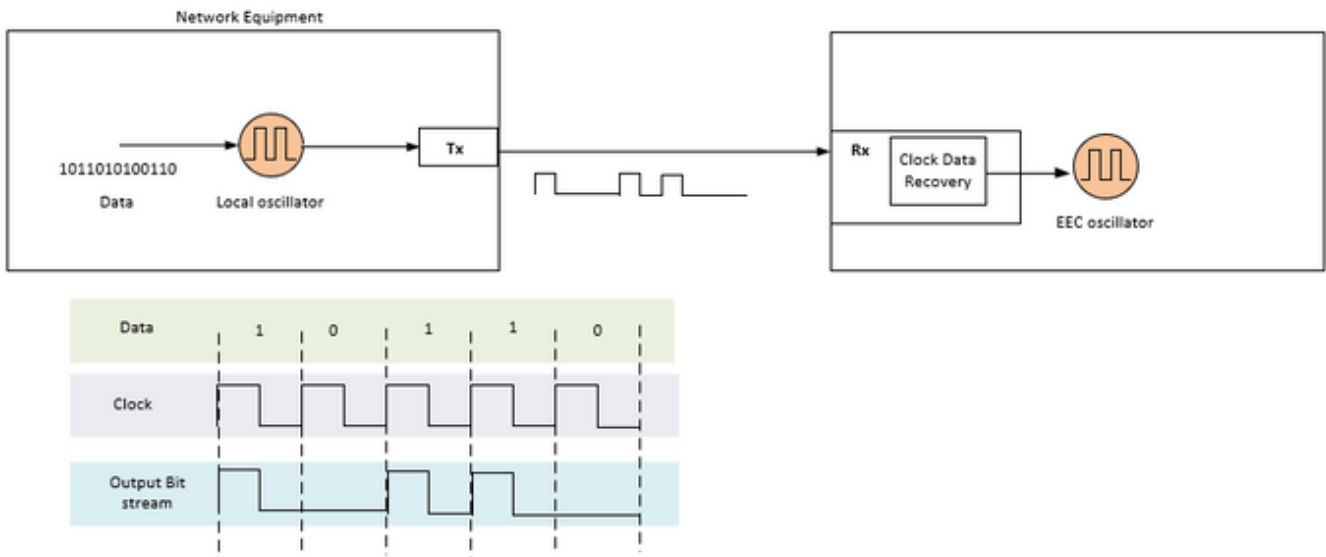 Network Equipment
1011010100110
Data
Local oscillator
Tx
Rx
Clock Data
Recovery
EEC oscillator
Data 1 0 1 1 0
Clock
Output Bit
stream